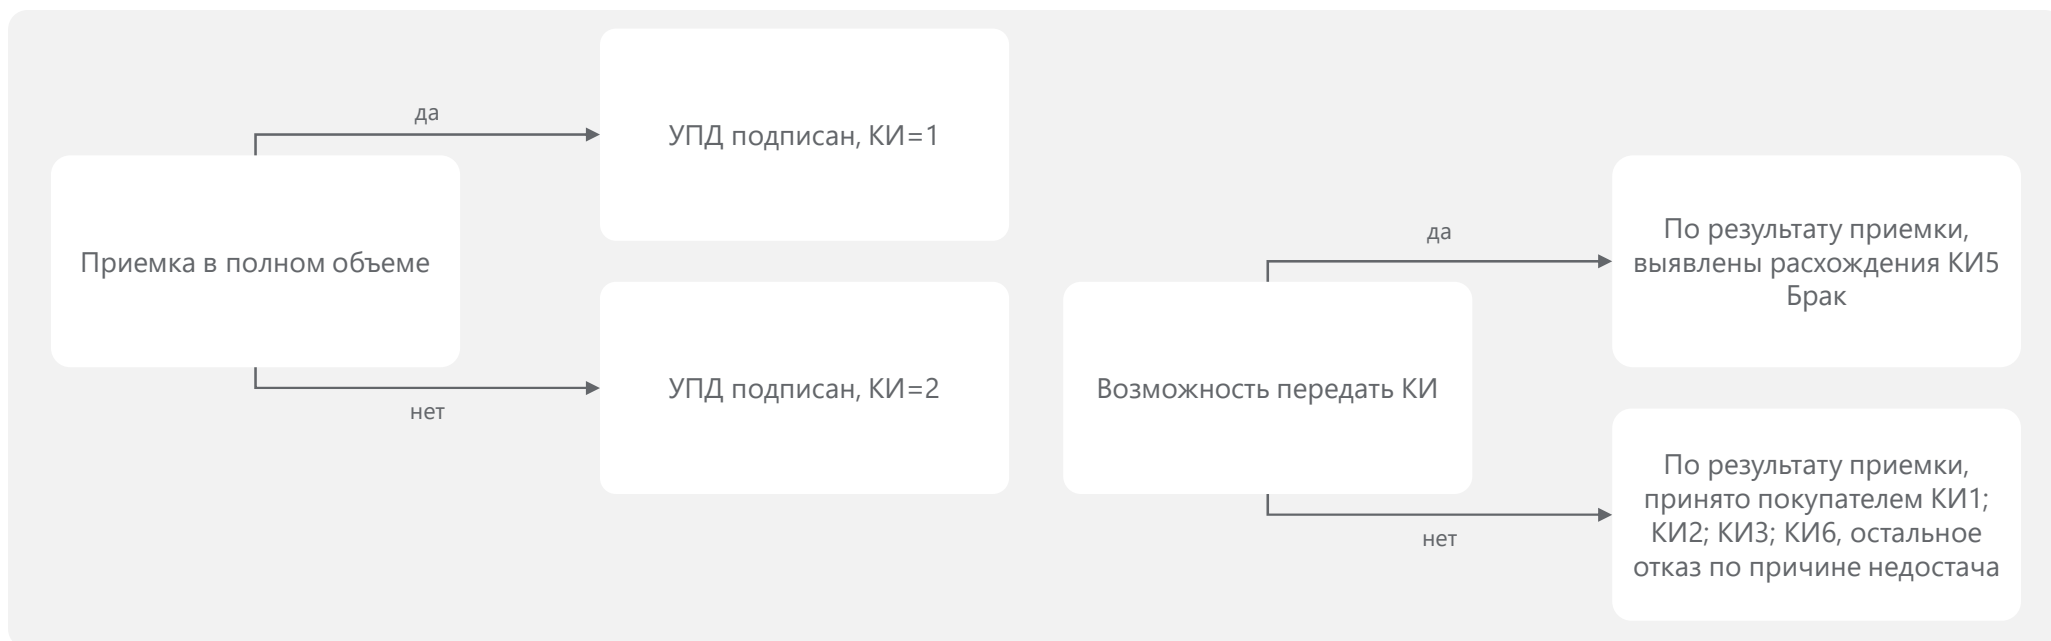 Приемка в полном объеме
да
УПД подписан, КИ=1
нет
УПД подписан, КИ=2
Возможность передать КИ
да
По результату приемки,
выявлены расхождения КИ5
Брак
нет
По результату приемки,
принято покупателем КИ1;
КИ2; КИ3; КИ6, остальное
отказ по причине недостача